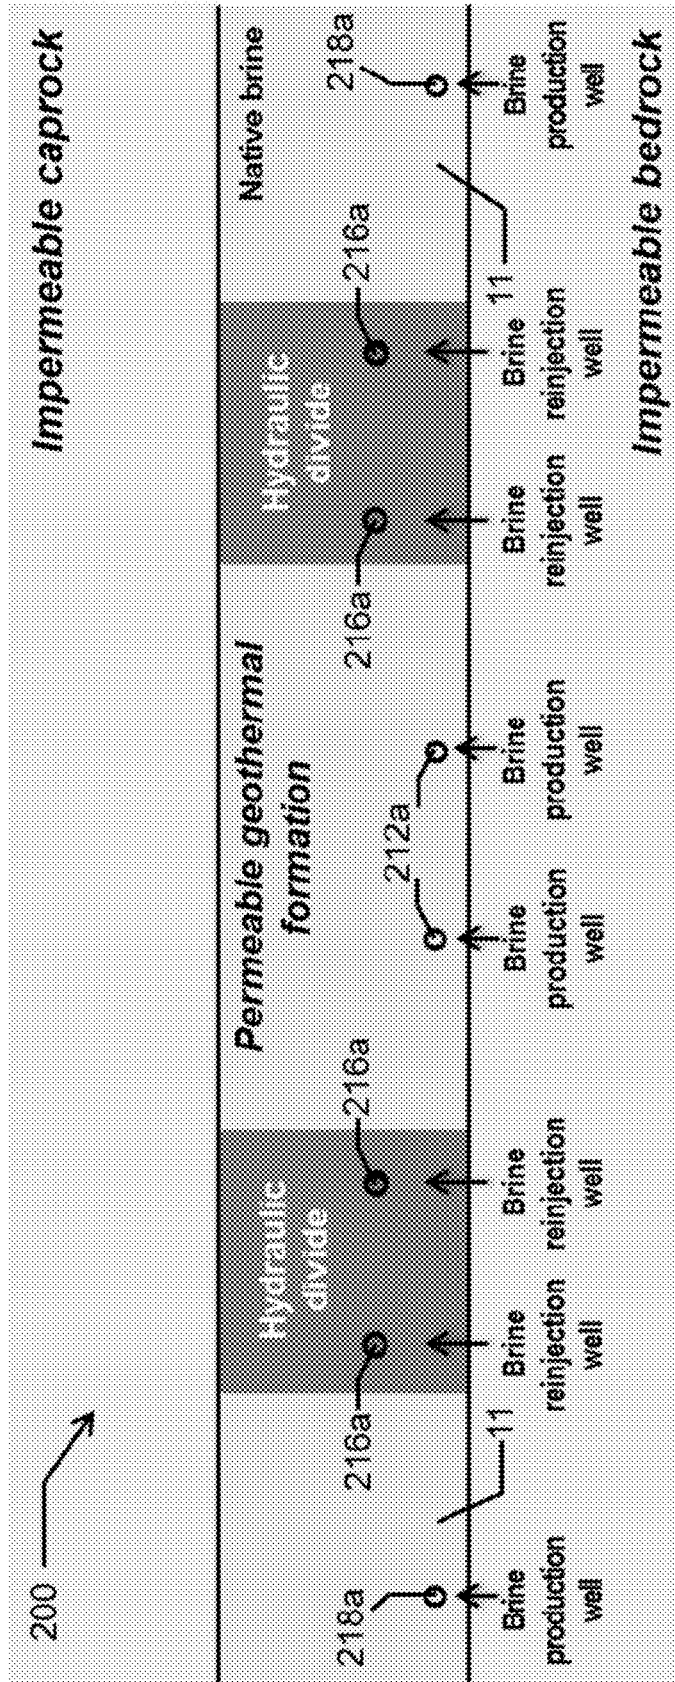 200
Impermeable caprock
Permeable geothermal
formation
Hydraulic
divide
Hydraulic
divide
Native brine
218a
216a
216a
212a
216a
216a
218a
11
11
Brine
production
well
Brine
reinjection
well
Brine
reinjection
well
Brine
production
well
Brine
production
well
Brine
reinjection
well
Brine
reinjection
well
Brine
production
well
Impermeable bedrock